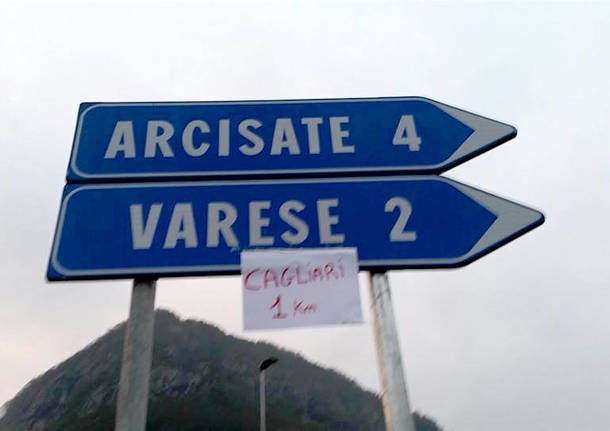 ARCISATE 4
VARESE 2
CAGLiARi
1 Km